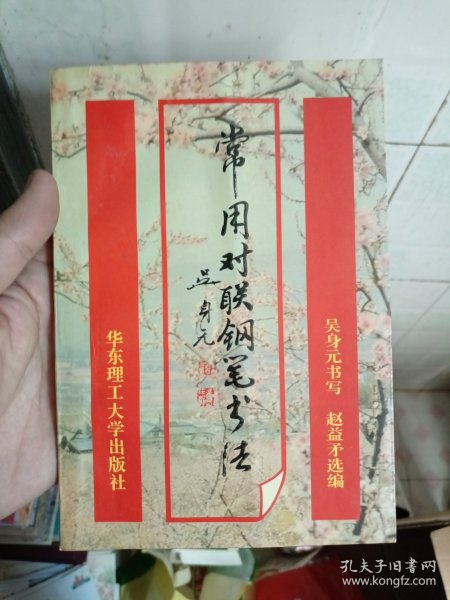 常用对联钢笔书法
吴身元
吴身元书写 赵益矛选编
华东理工大学出版社
孔夫子旧书网
www.kongfz.com